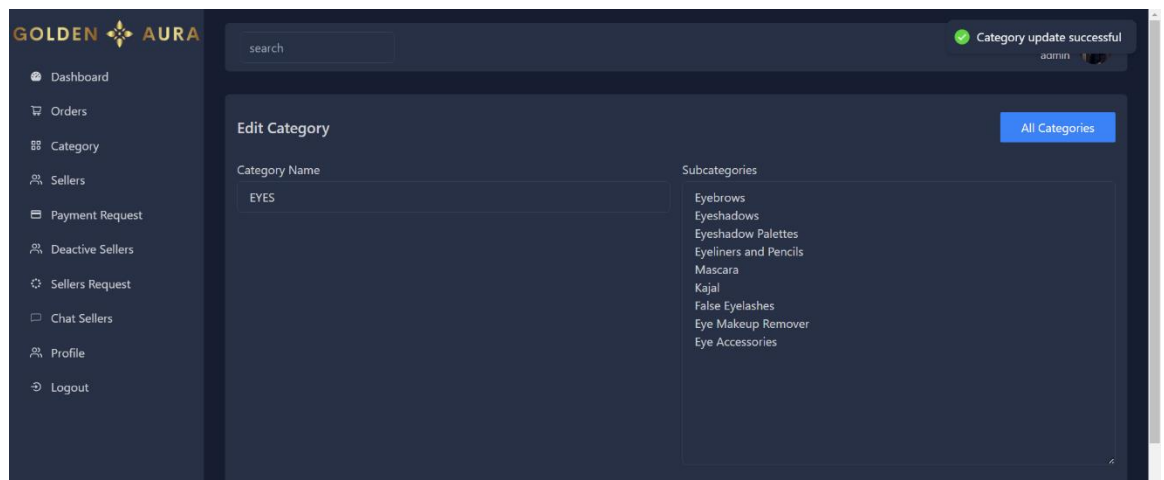 GOLDEN AURA
Dashboard
Orders
Category
Sellers
Payment Request
Deactive Sellers
Sellers Request
Chat Sellers
Profile
Logout
search
Category update successful
admin
Edit Category
All Categories
Category Name
EYES
Subcategories
Eyebrows
Eyeshadows
Eyeshadow Palettes
Eyeliners and Pencils
Mascara
Kajal
False Eyelashes
Eye Makeup Remover
Eye Accessories